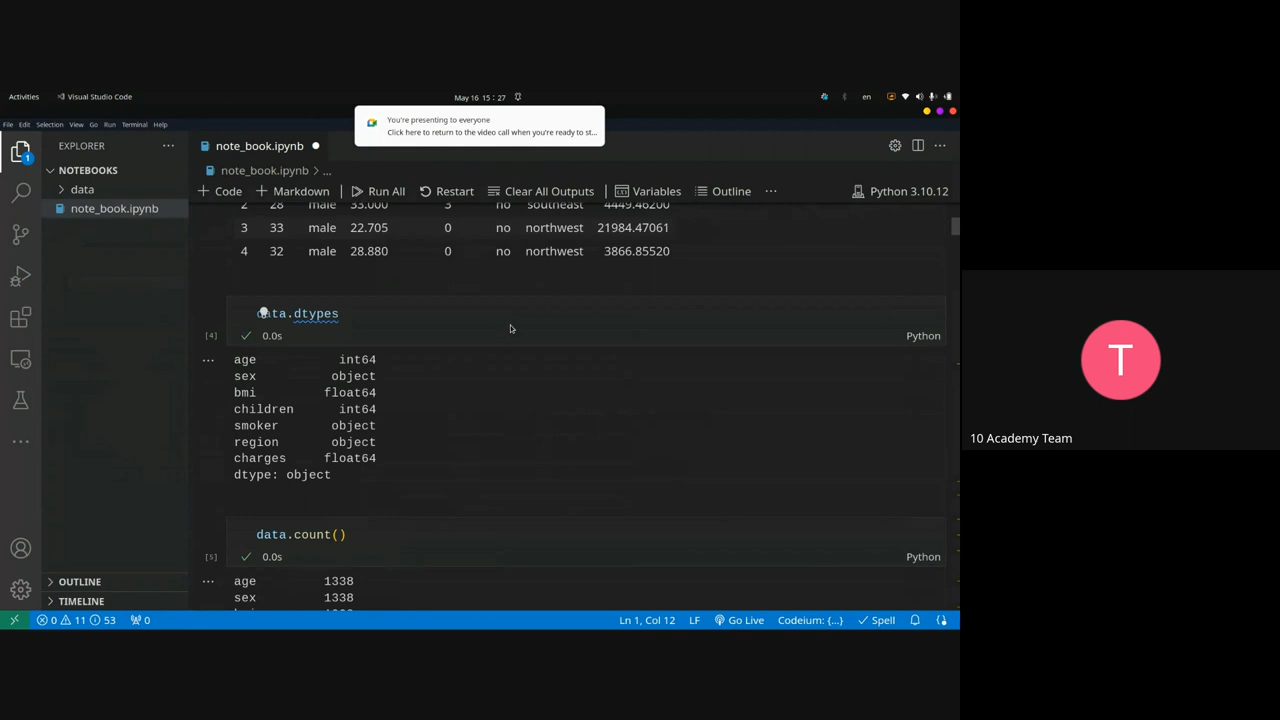 Activities Visual Studio Code May 16 15:27 en
You're presenting to everyone
Click here to return to the video call when you're ready to st...
File Edit Selection View Go Run Terminal Help
EXPLORER ...
note_book.ipynb
NOTEBOOKS
note_book.ipynb > ...
data
+ Code + Markdown Run All Restart Clear All Outputs Variables Outline ... Python 3.10.12
note_book.ipynb
2 28 male 33.000 3 no southeast 4449.46200
3 33 male 22.705 0 no northwest 21984.47061
4 32 male 28.880 0 no northwest 3866.85520
data.dtypes
[4] 0.0s Python
age int64
sex object
bmi float64
children int64
smoker object
region object
charges float64
dtype: object
data.count()
[5] 0.0s Python
age 1338
sex 1338
OUTLINE
TIMELINE
0 11 53 0 Ln 1, Col 12 LF Go Live Codeium: {...} Spell
T
10 Academy Team